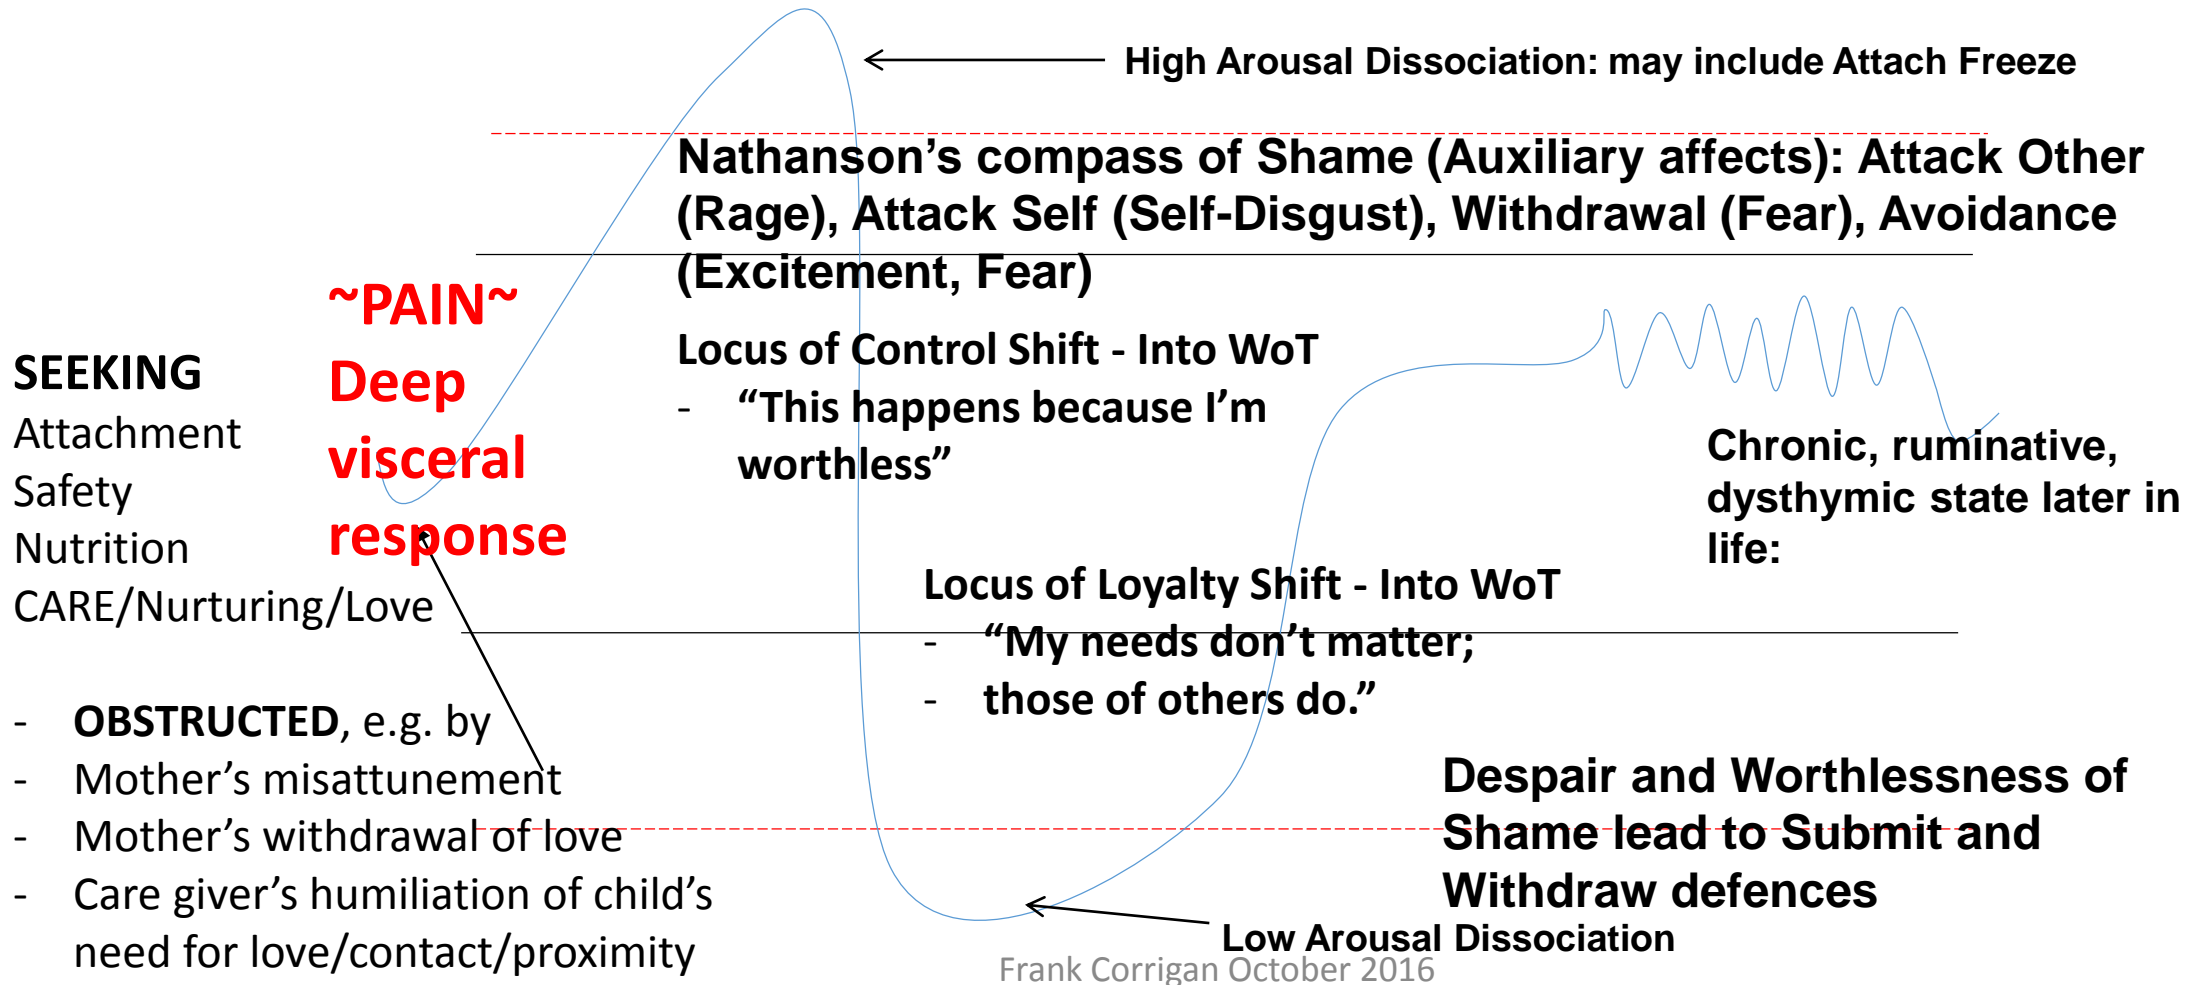 High Arousal Dissociation: may include Attach Freeze
Nathanson’s compass of Shame (Auxiliary affects): Attack Other
(Rage), Attack Self (Self-Disgust), Withdrawal (Fear), Avoidance
(Excitement, Fear)
~PAIN~
Deep
visceral
response
SEEKING
Attachment
Safety
Nutrition
CARE/Nurturing/Love
- OBSTRUCTED, e.g. by
- Mother’s misattunement
- Mother’s withdrawal of love
- Care giver’s humiliation of child’s
need for love/contact/proximity
Locus of Control Shift - Into WoT
- “This happens because I’m
worthless”
Locus of Loyalty Shift - Into WoT
- “My needs don’t matter;
- those of others do.”
Chronic, ruminative,
dysthymic state later in
life:
Despair and Worthlessness of
Shame lead to Submit and
Withdraw defences
Low Arousal Dissociation
Frank Corrigan October 2016